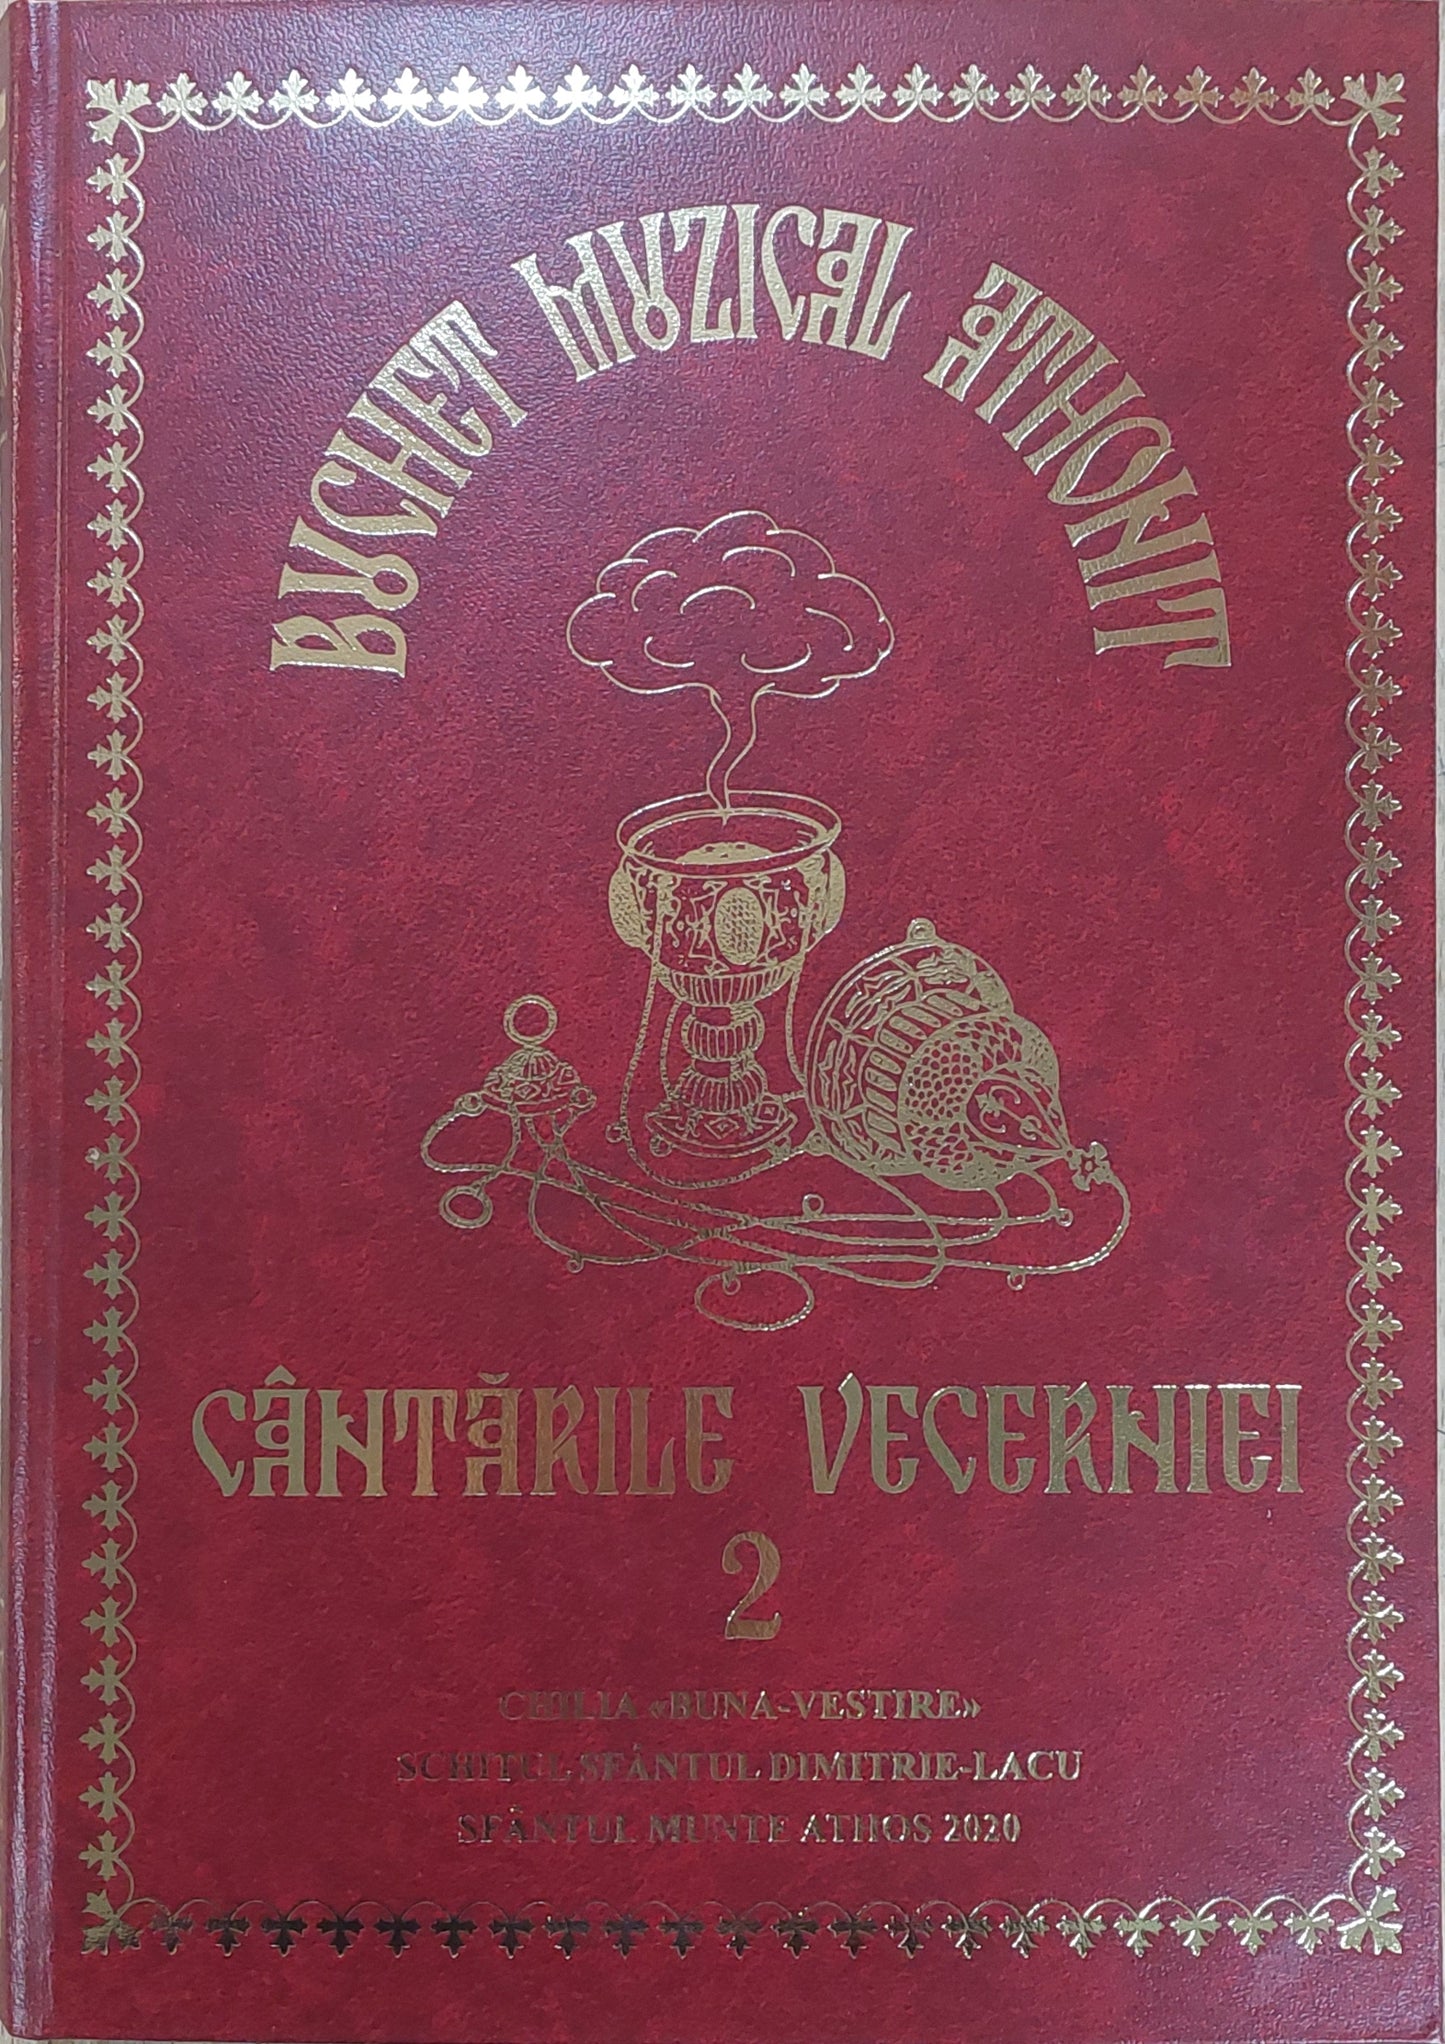 BUCHET MUZICAL ATHONIT
CÂNTĂRILE VECERNIEI
2
CHILIA «BUNA-VESTIRE»
SCHITUL SFÂNTUL DIMITRIE-LACU
SFÂNTUL MUNTE ATHOS 2020